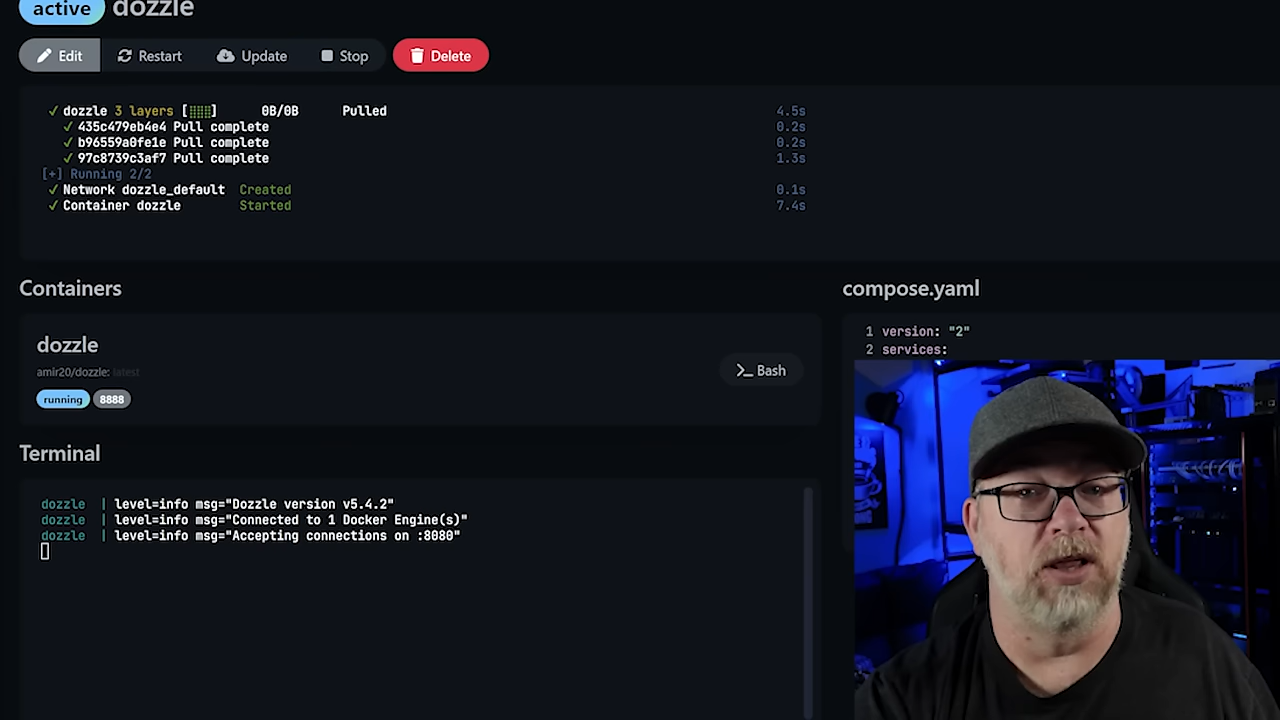 active dozzle
Edit Restart Update Stop Delete
✓ dozzle 3 layers [⣿⣿⣿] 0B/0B Pulled 4.5s
✓ 435c479eb4e4 Pull complete 0.2s
✓ b96559a0fe1e Pull complete 0.2s
✓ 97c8739c3af7 Pull complete 1.3s
[+] Running 2/2
✓ Network dozzle_default Created 0.1s
✓ Container dozzle Started 7.4s
Containers
dozzle
amir20/dozzle: latest
running 8888
>_ Bash
compose.yaml
1 version: "2"
2 services:
Terminal
dozzle | level=info msg="Dozzle version v5.4.2"
dozzle | level=info msg="Connected to 1 Docker Engine(s)"
dozzle | level=info msg="Accepting connections on :8080"